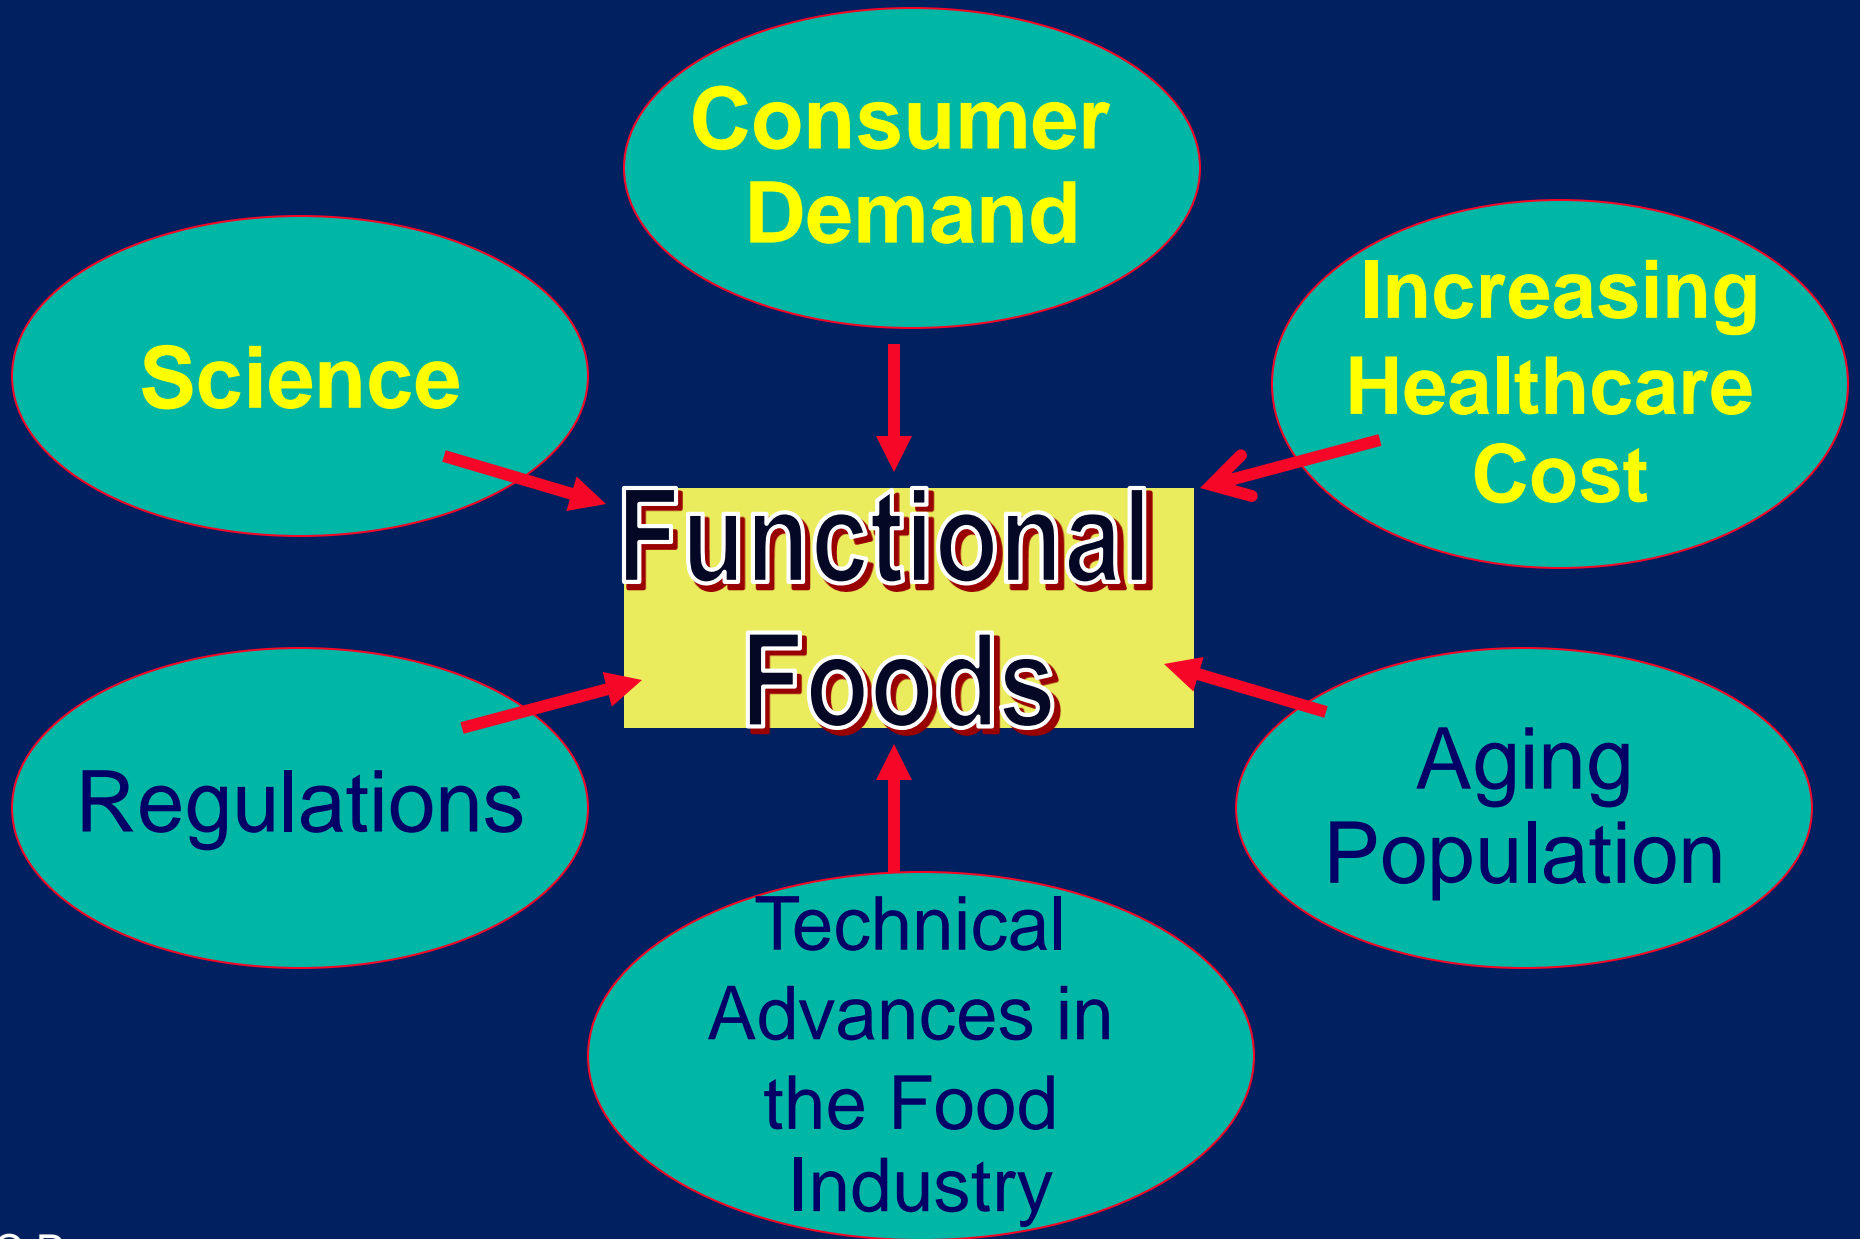 Consumer
Demand
Science
Increasing
Healthcare
Cost
Functional
Foods
Regulations
Aging
Population
Technical
Advances in
the Food
Industry